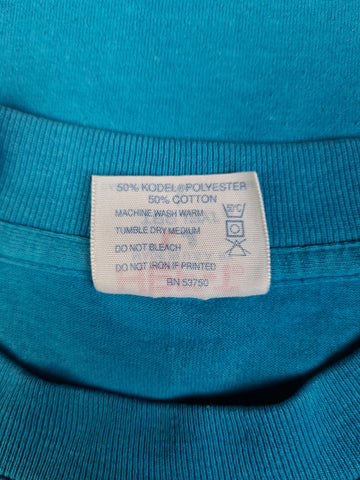 50% KODEL®POLYESTER
50% COTTON
MACHINE WASH WARM
50°C
TUMBLE DRY MEDIUM
DO NOT BLEACH
DO NOT IRON IF PRINTED
RN 53750